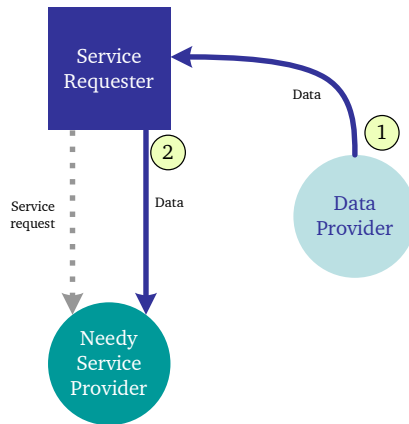 Service
Requester
Data
1
2
Service
request
Data
Data
Provider
Needy
Service
Provider